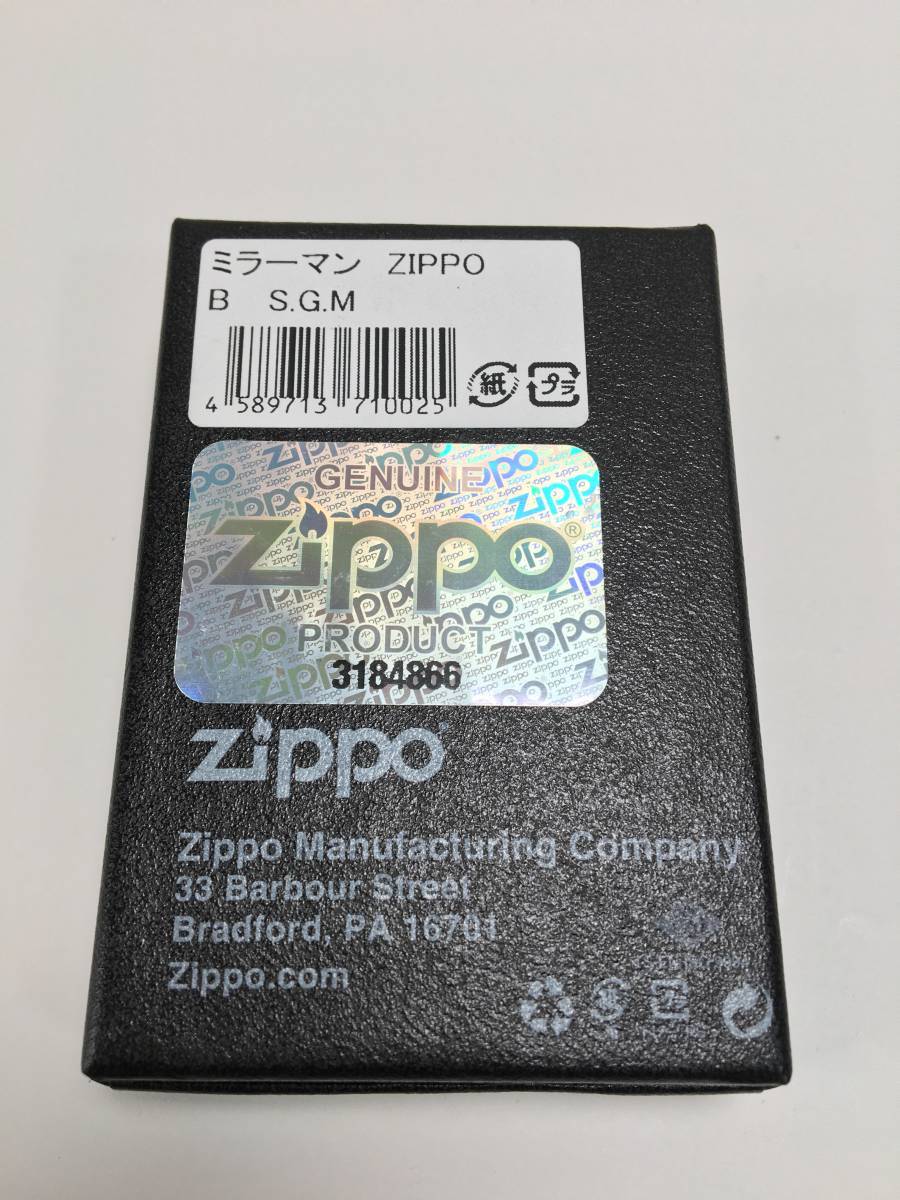 ミラーマン ZIPPO
B S.G.M
4 589713 710025
紙
プラ
GENUINE
zippo®
PRODUCT
3184866
zippo
Zippo Manufacturing Company
33 Barbour Street
Bradford, PA 16701
Zippo.com